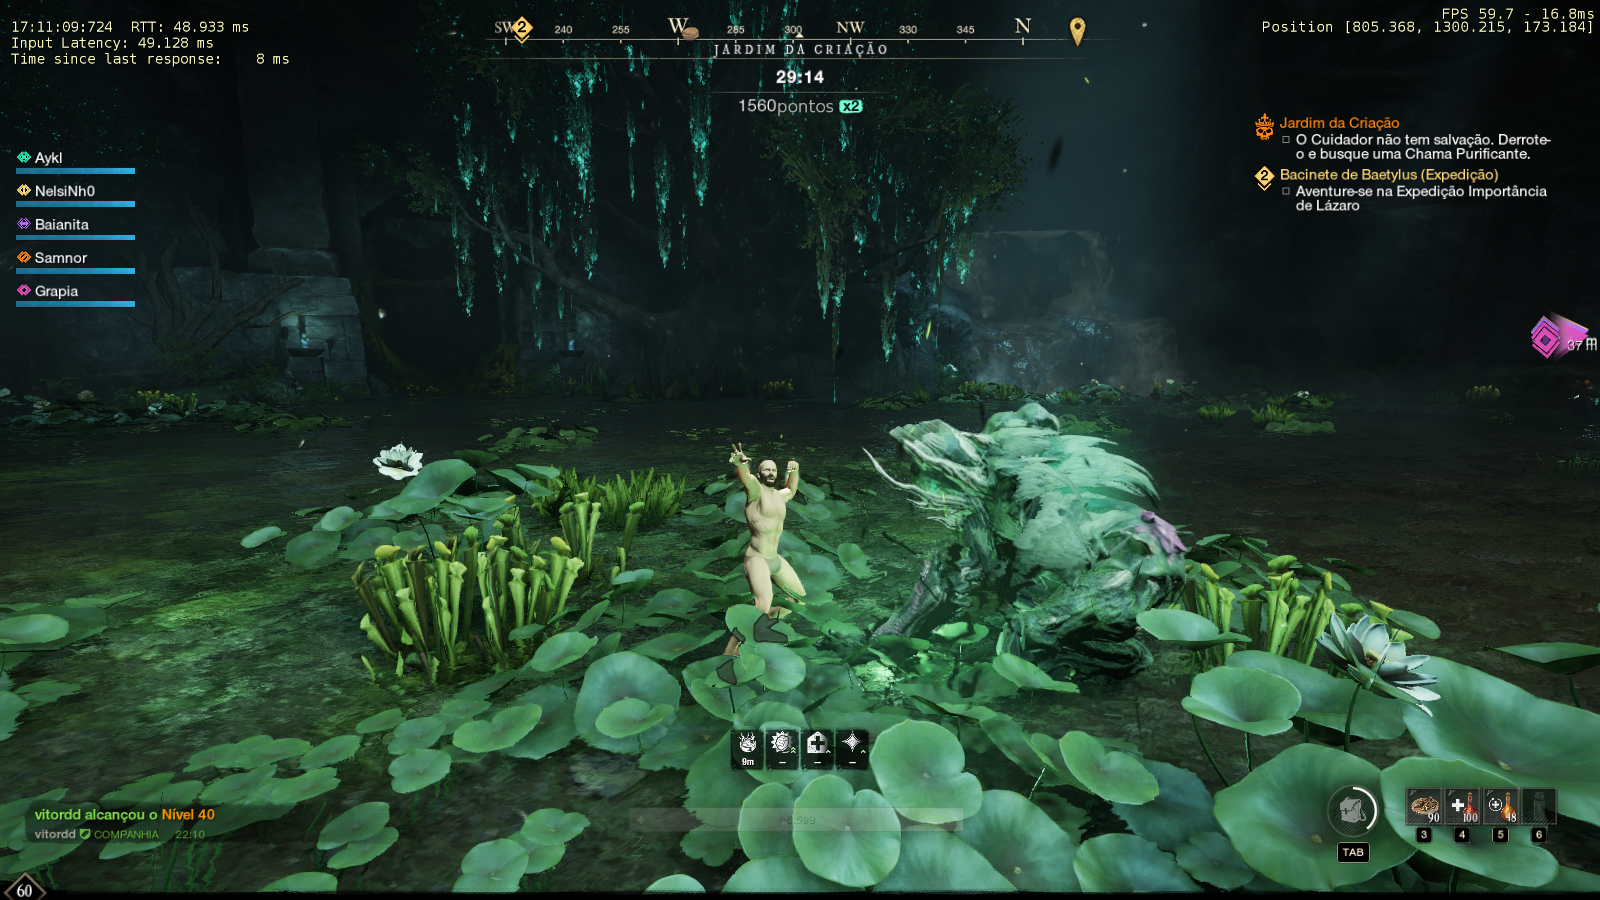 17:11:09:724 RTT: 48.933 ms
Input Latency: 49.128 ms
Time since last response: 8 ms
SW 2 240 255 W 285 300 NW 330 345 N
JARDIM DA CRIAÇÃO
29:14
1560pontos x2
FPS 59.7 - 16.8ms
Position [805.368, 1300.215, 173.184]
Jardim da Criação
O Cuidador não tem salvação. Derrote-
o e busque uma Chama Purificante.
2 Bacinete de Baetylus (Expedição)
Aventure-se na Expedição Importância
de Lázaro
Aykl
NelsiNh0
Baianita
Samnor
Grapia
37 m
9m
vitordd alcançou o Nível 40
vitordd COMPANHIA 22:10
90 100 48
3 4 5 6
TAB
60